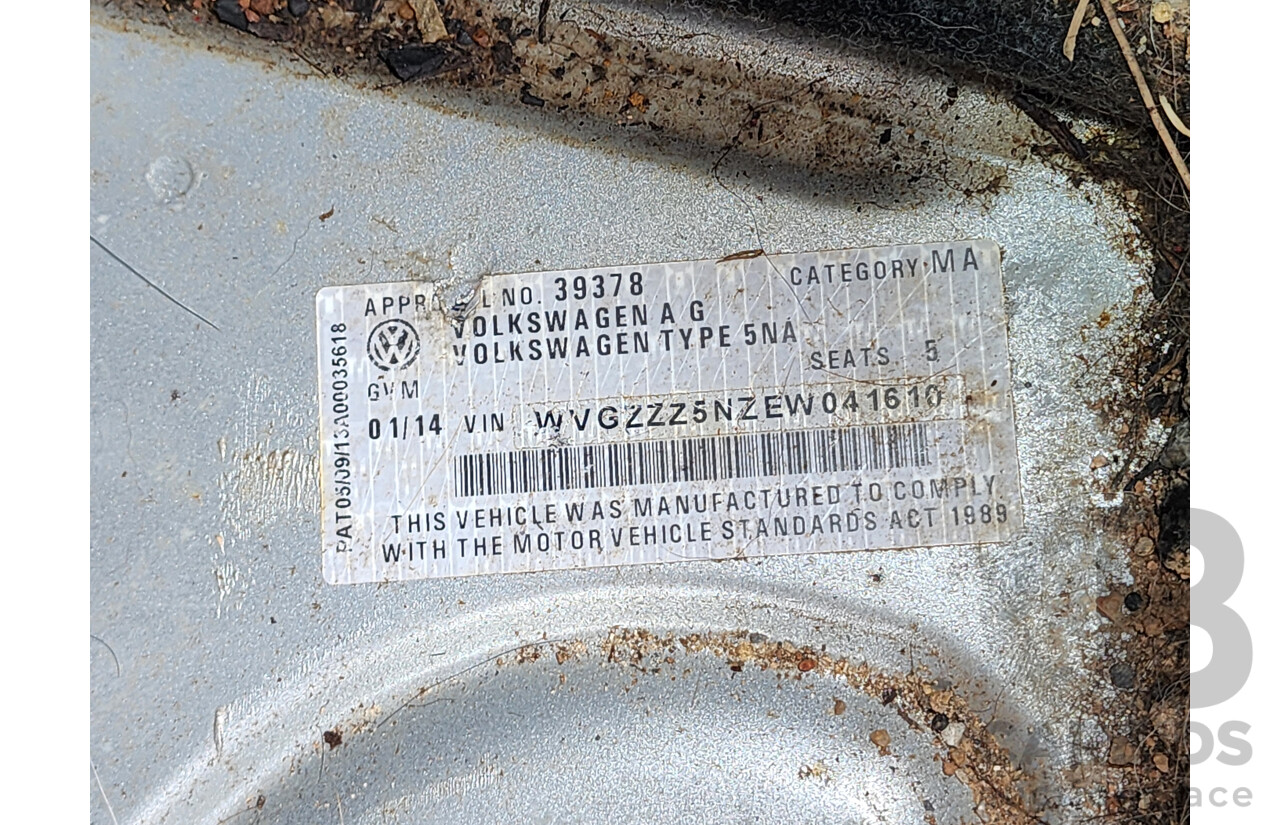 APPROVAL NO. 39378 CATEGORY MA
VOLKSWAGEN A G
VOLKSWAGEN TYPE 5NA
SEATS 5
GVM
01/14 VIN WVGZZZ5NZEW041610
THIS VEHICLE WAS MANUFACTURED TO COMPLY
WITH THE MOTOR VEHICLE STANDARDS ACT 1989